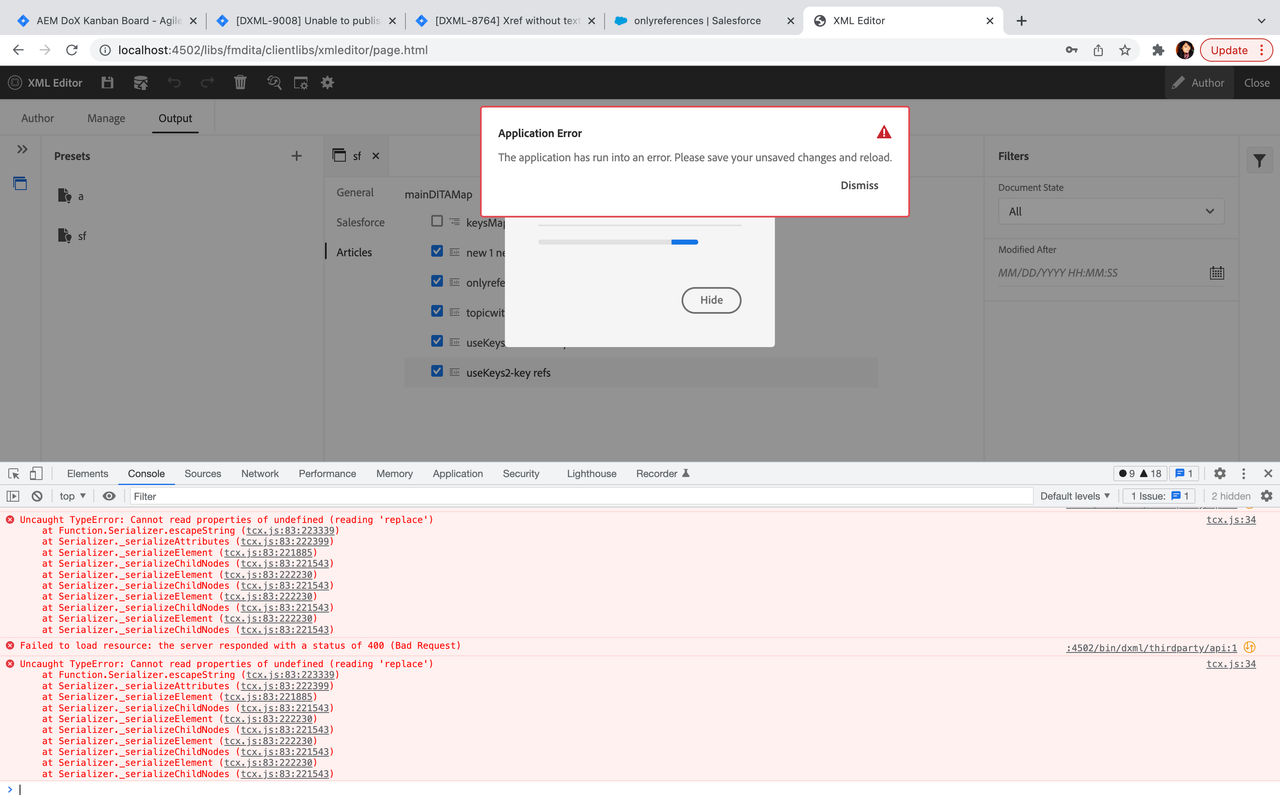 AEM DoX Kanban Board - Agile
[DXML-9008] Unable to publis
[DXML-8764] Xref without text
onlyreferences | Salesforce
XML Editor
localhost:4502/libs/fmdita/clientlibs/xmleditor/page.html
Update
XML Editor
Author
Close
Author
Manage
Output
Application Error
The application has run into an error. Please save your unsaved changes and reload.
Dismiss
Presets
a
sf
sf
General
Salesforce
Articles
mainDITAMap
keysMap
new 1 ne
onlyrefe
topicwit
useKeys
useKeys2-key refs
Hide
Filters
Document State
All
Modified After
MM/DD/YYYY HH:MM:SS
Elements
Console
Sources
Network
Performance
Memory
Application
Security
Lighthouse
Recorder
9
18
1
top
Filter
Default levels
1 Issue:
1
2 hidden
Uncaught TypeError: Cannot read properties of undefined (reading 'replace') tcx.js:34
at Function.Serializer.escapeString (tcx.js:83:223339)
at Serializer._serializeAttributes (tcx.js:83:222399)
at Serializer._serializeElement (tcx.js:83:221885)
at Serializer._serializeChildNodes (tcx.js:83:221543)
at Serializer._serializeElement (tcx.js:83:222230)
at Serializer._serializeChildNodes (tcx.js:83:221543)
at Serializer._serializeElement (tcx.js:83:222230)
at Serializer._serializeChildNodes (tcx.js:83:221543)
at Serializer._serializeElement (tcx.js:83:222230)
at Serializer._serializeChildNodes (tcx.js:83:221543)
Failed to load resource: the server responded with a status of 400 (Bad Request) :4502/bin/dxml/thirdparty/api:1
Uncaught TypeError: Cannot read properties of undefined (reading 'replace') tcx.js:34
at Function.Serializer.escapeString (tcx.js:83:223339)
at Serializer._serializeAttributes (tcx.js:83:222399)
at Serializer._serializeElement (tcx.js:83:221885)
at Serializer._serializeChildNodes (tcx.js:83:221543)
at Serializer._serializeElement (tcx.js:83:222230)
at Serializer._serializeChildNodes (tcx.js:83:221543)
at Serializer._serializeElement (tcx.js:83:222230)
at Serializer._serializeChildNodes (tcx.js:83:221543)
at Serializer._serializeElement (tcx.js:83:222230)
at Serializer._serializeChildNodes (tcx.js:83:221543)